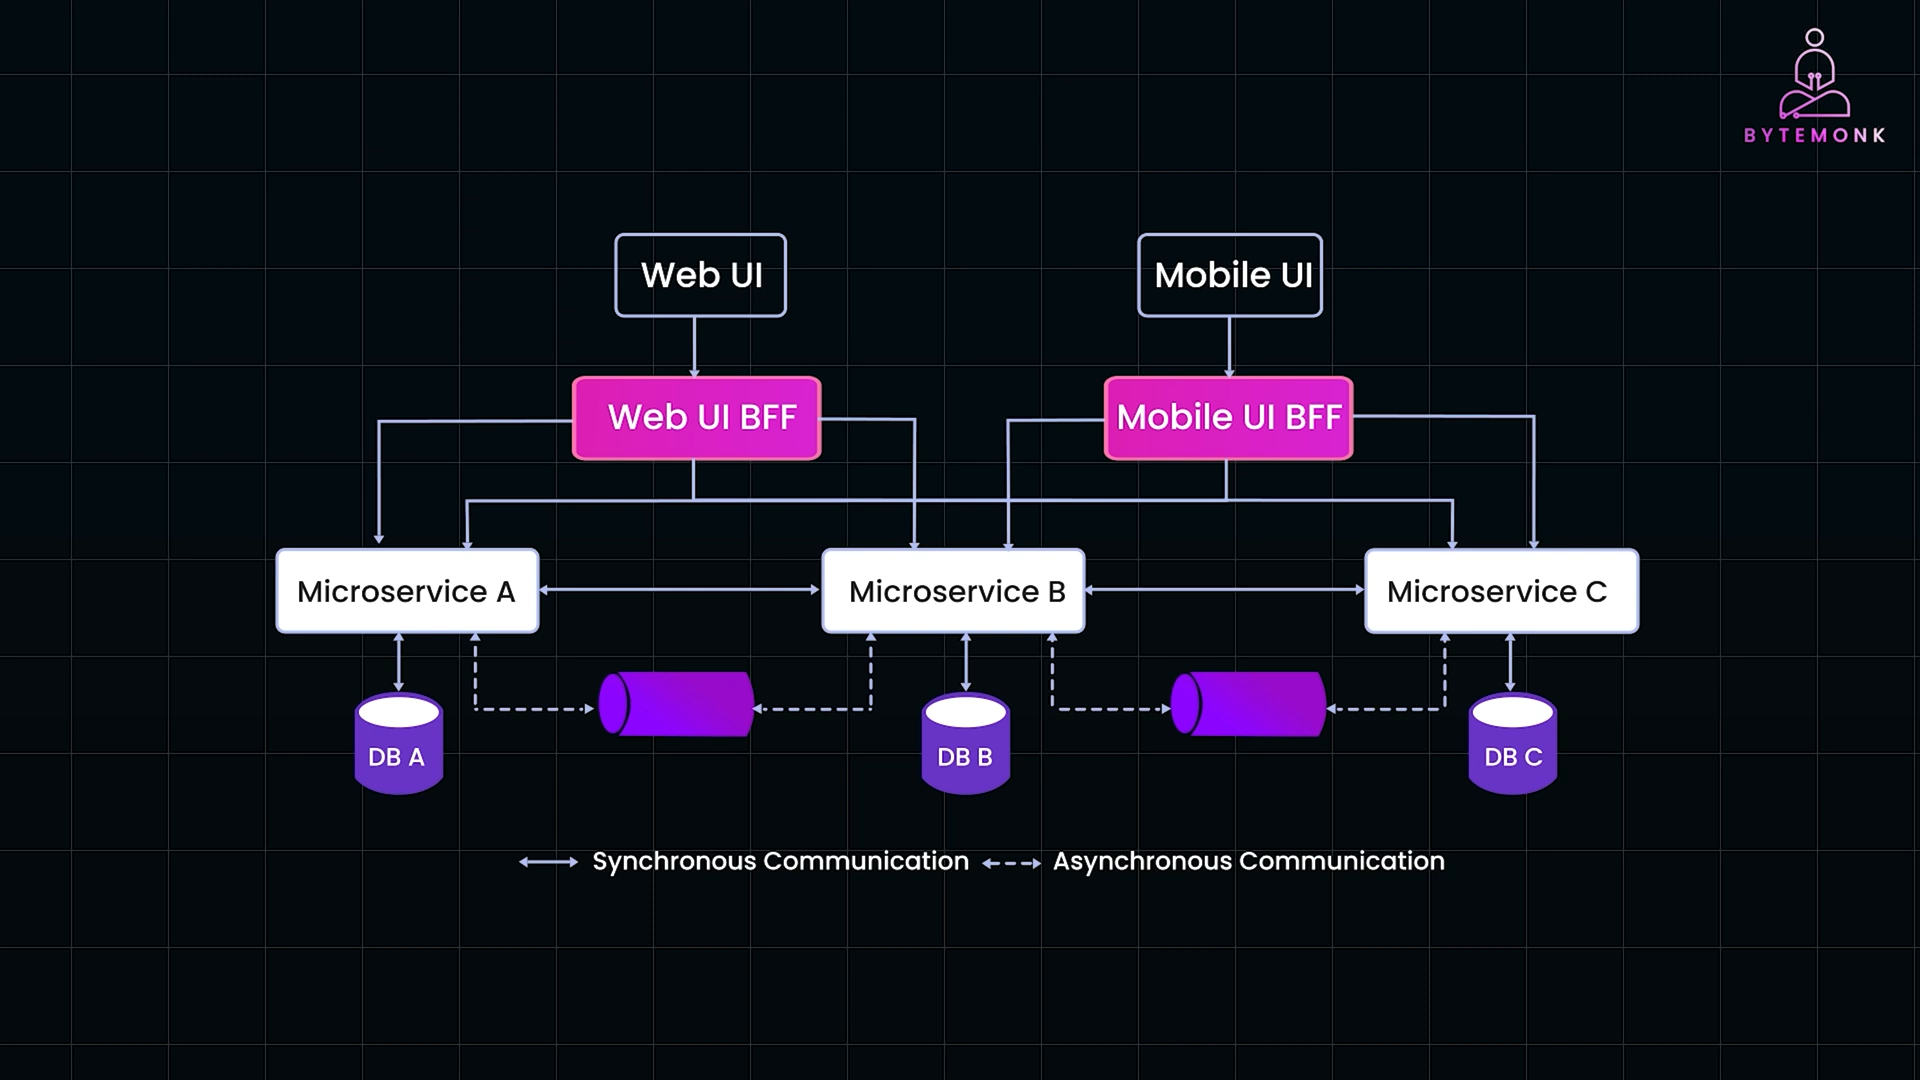 BYTEMONK
Web UI
Mobile UI
Web UI BFF
Mobile UI BFF
Microservice A
Microservice B
Microservice C
DB A
DB B
DB C
Synchronous Communication
Asynchronous Communication